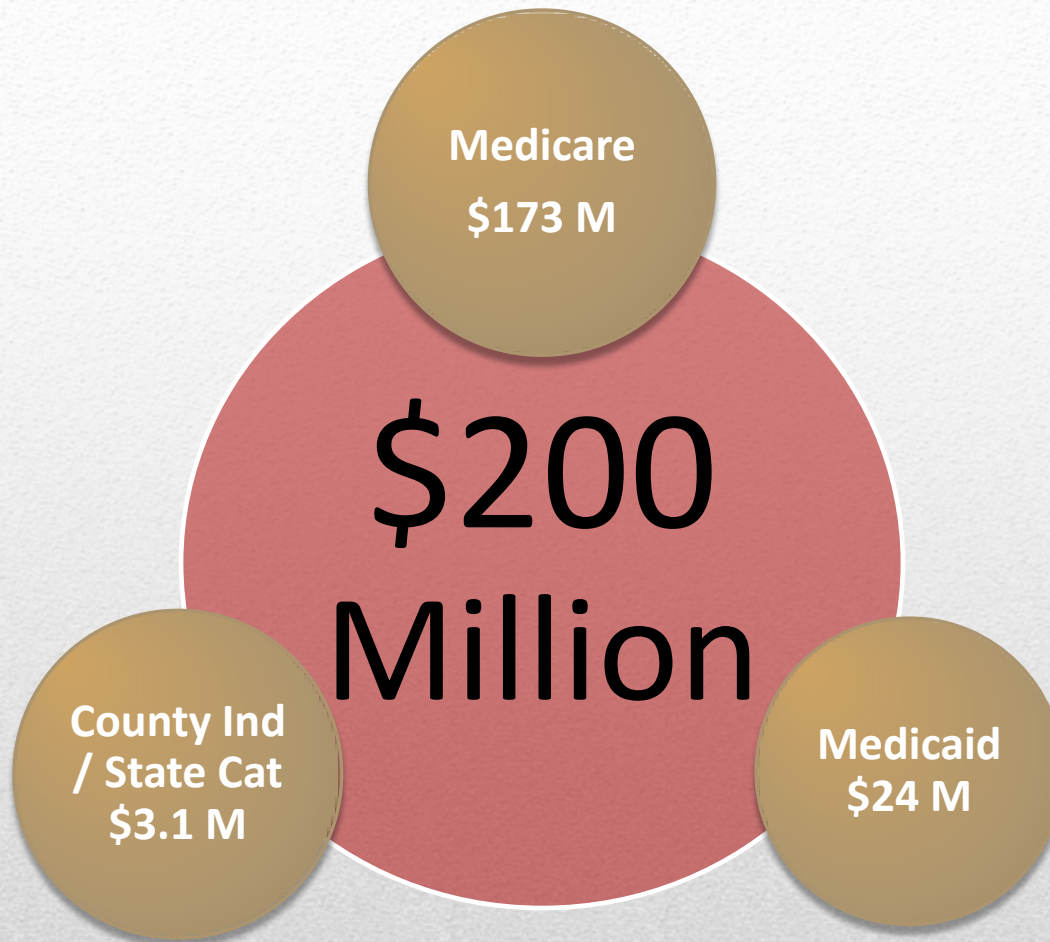 Medicare
$173 M
$200
Million
County Ind
/ State Cat
$3.1 M
Medicaid
$24 M